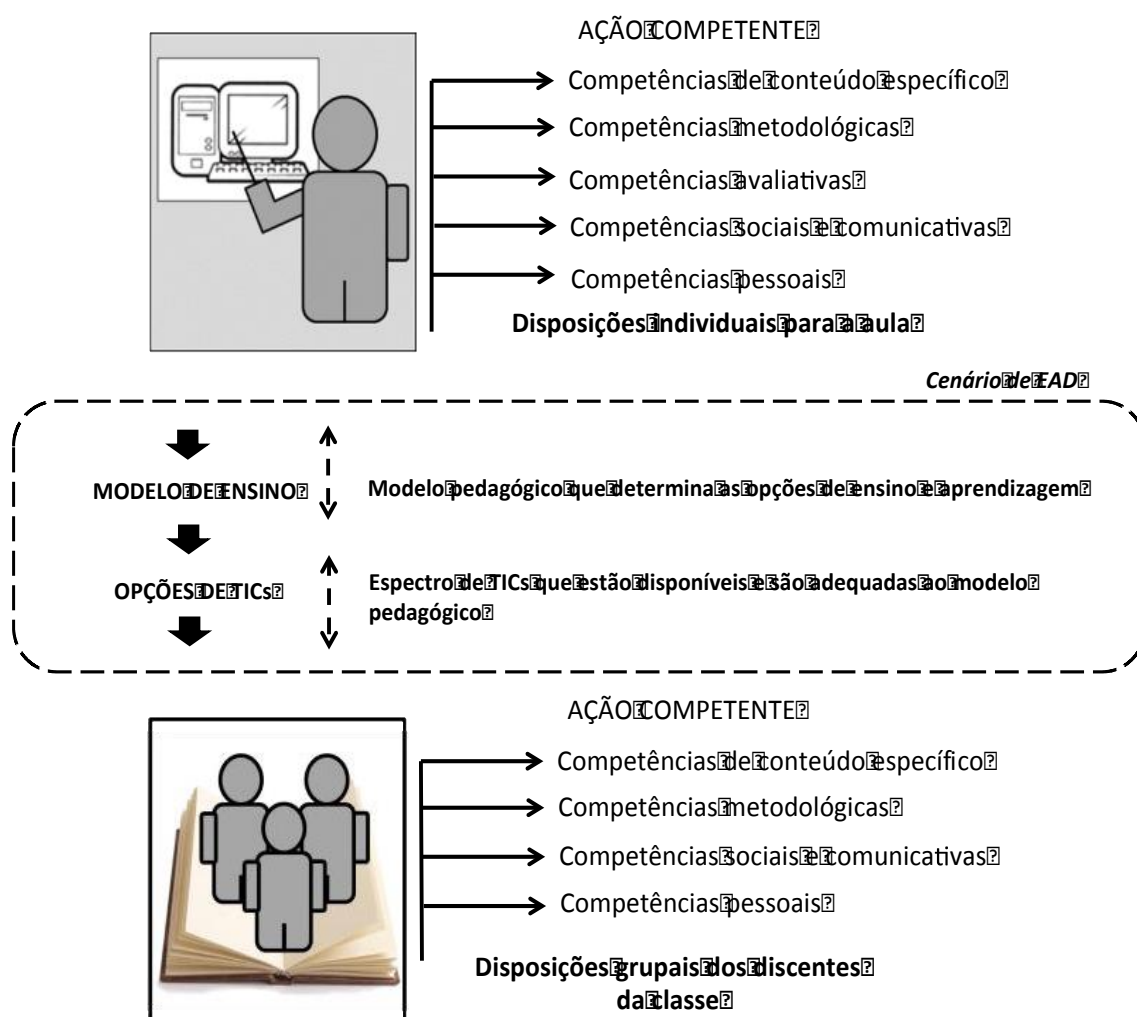 AÇÃO COMPETENTE
Competências de conteúdo específico
Competências metodológicas
Competências avaliativas
Competências sociais e comunicativas
Competências pessoais
Disposições individuais para a aula
Cenário de EAD
MODELO DE ENSINO
Modelo pedagógico que determina as opções de ensino e aprendizagem
OPÇÕES DE TICs
Espectro de TICs que estão disponíveis e são adequadas ao modelo
pedagógico
AÇÃO COMPETENTE
Competências de conteúdo específico
Competências metodológicas
Competências sociais e comunicativas
Competências pessoais
Disposições grupais dos discentes
da classe